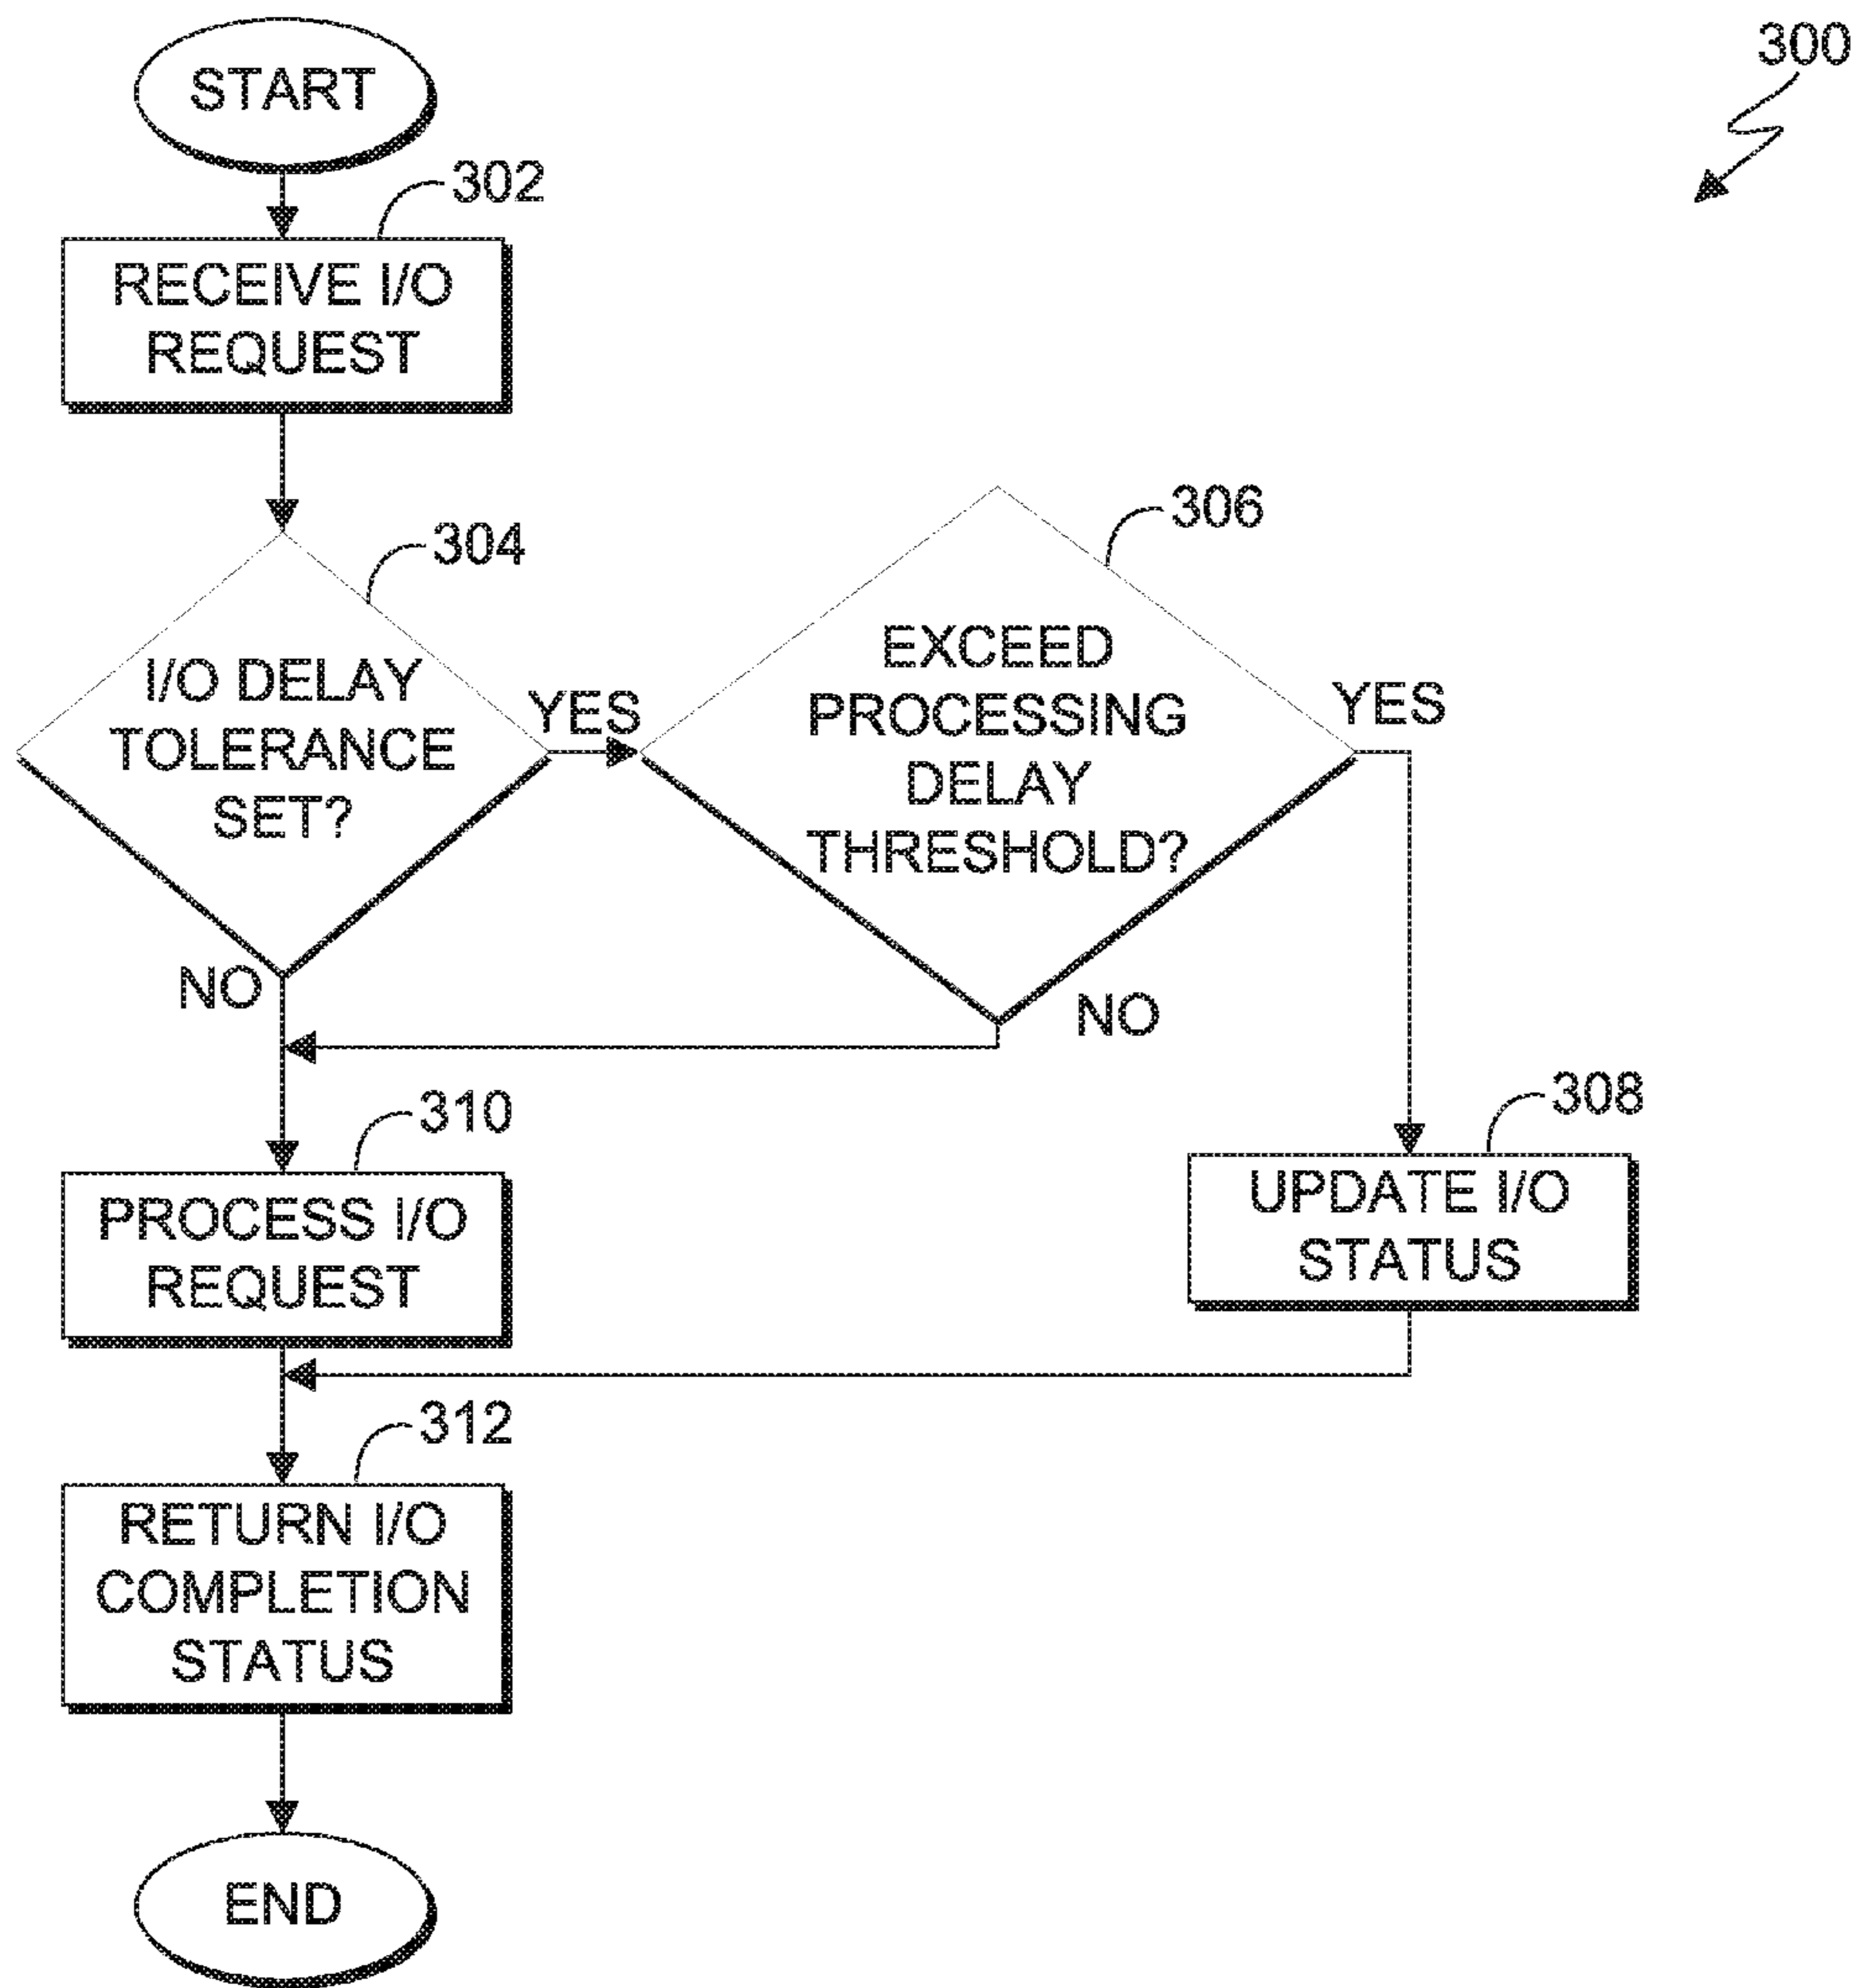 START
300
302
RECEIVE I/O
REQUEST
304
I/O DELAY
TOLERANCE
SET?
YES
NO
306
EXCEED
PROCESSING
DELAY
THRESHOLD?
YES
NO
308
UPDATE I/O
STATUS
310
PROCESS I/O
REQUEST
312
RETURN I/O
COMPLETION
STATUS
END